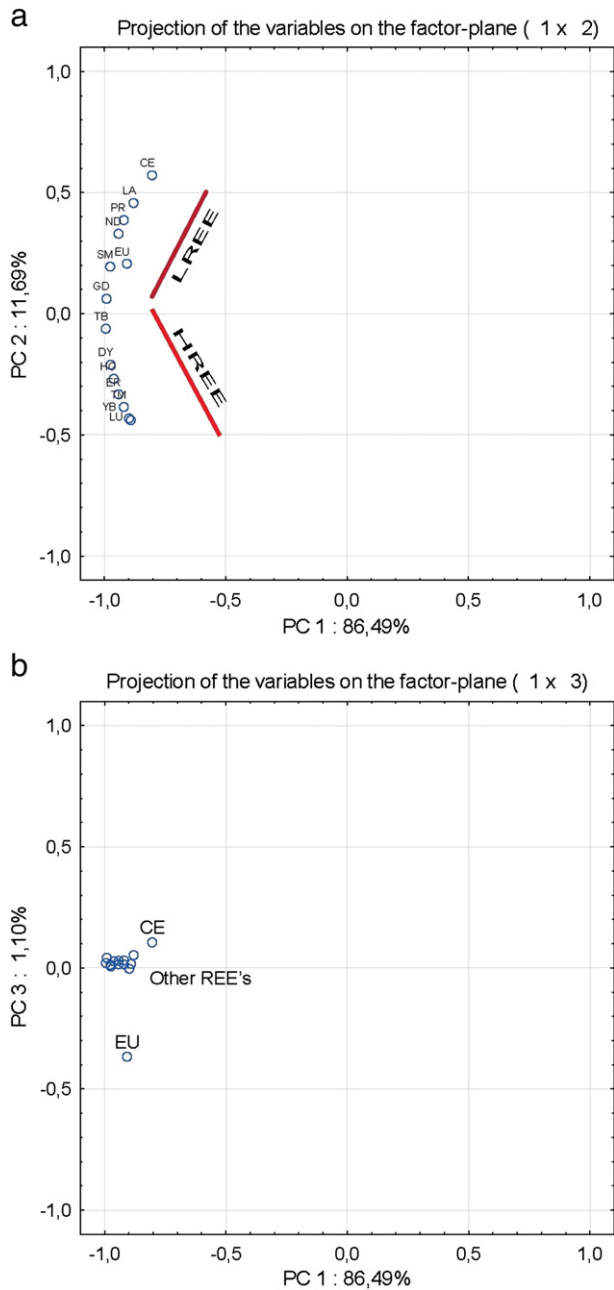 a
Projection of the variables on the factor-plane ( 1 x 2)
1,0
CE
0,5
LA
PR
ND
SM EU
LREE
GD
0,0
TB
HREE
DY
HO
ER
TM
YB
LU
-0,5
-1,0
-1,0 -0,5 0,0 0,5 1,0
PC 2 : 11,69%
PC 1 : 86,49%
b
Projection of the variables on the factor-plane ( 1 x 3)
1,0
0,5
CE
0,0
Other REE's
EU
-0,5
-1,0
-1,0 -0,5 0,0 0,5 1,0
PC 3 : 1,10%
PC 1 : 86,49%